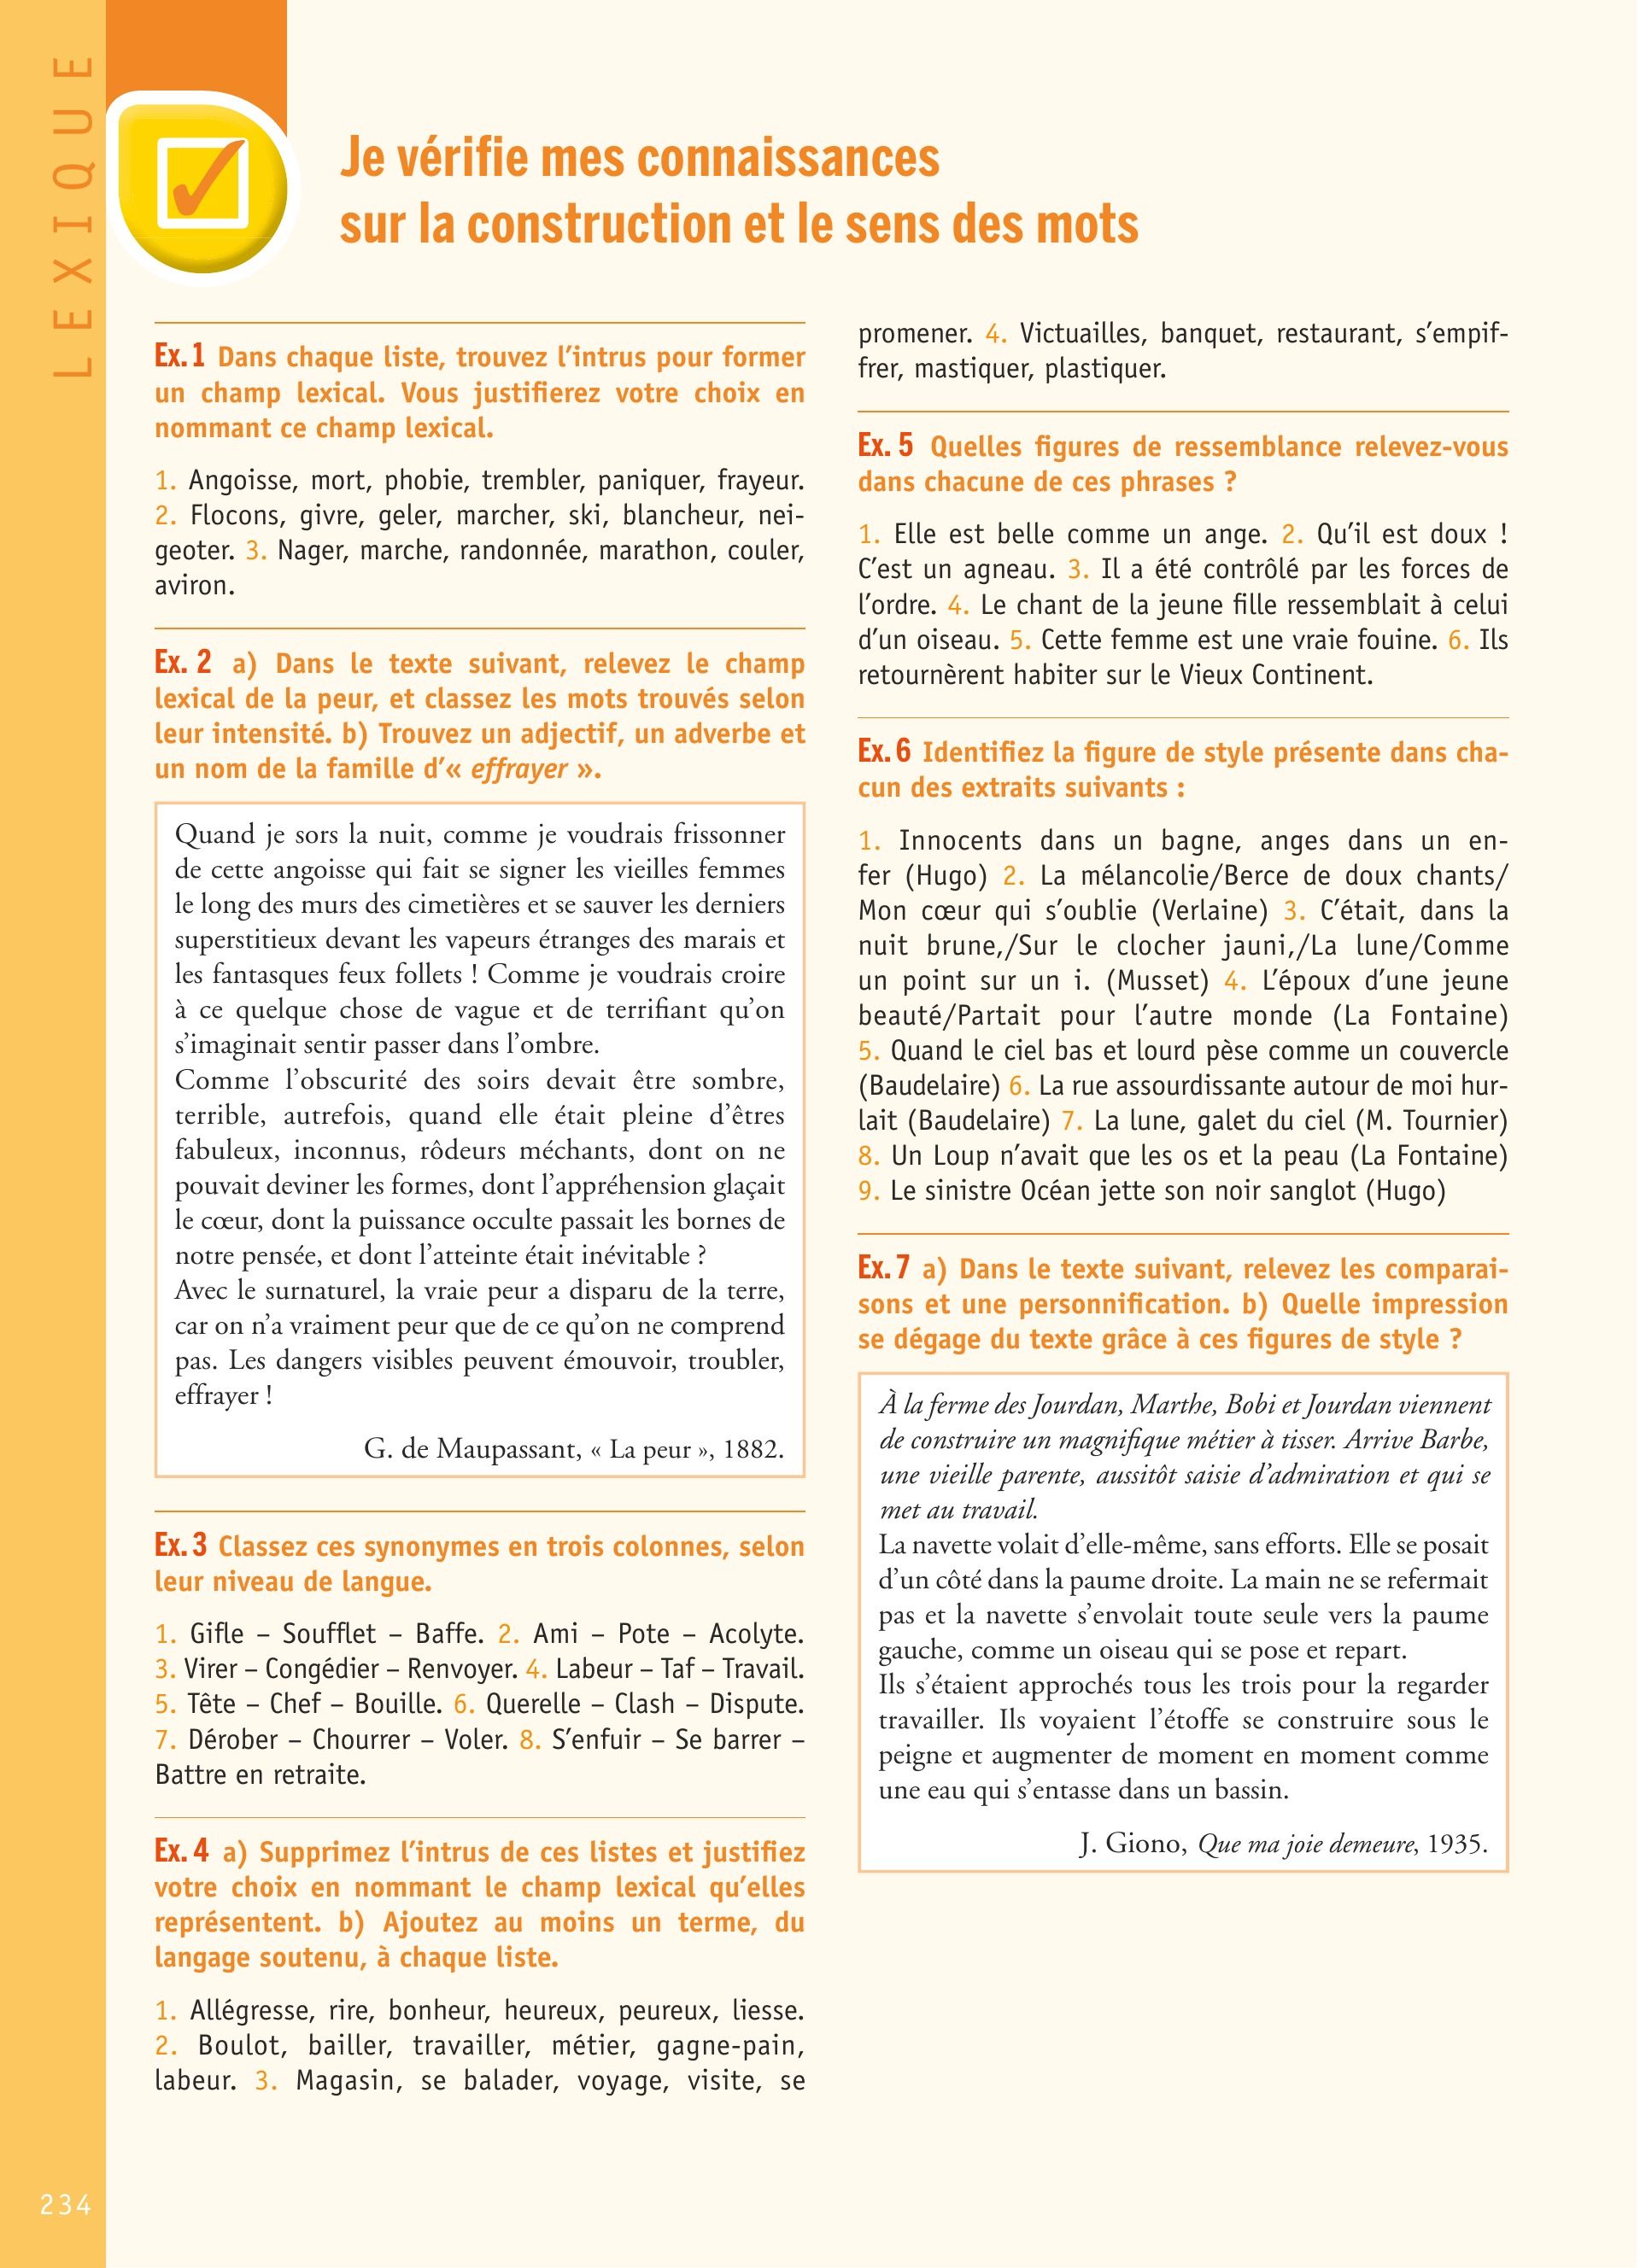 LEXIQUE
Je vérifie mes connaissances
sur la construction et le sens des mots
Ex. 1 Dans chaque liste, trouvez l’intrus pour former
un champ lexical. Vous justifierez votre choix en
nommant ce champ lexical.
1. Angoisse, mort, phobie, trembler, paniquer, frayeur.
2. Flocons, givre, geler, marcher, ski, blancheur, nei-
geoter. 3. Nager, marche, randonnée, marathon, couler,
aviron.
Ex. 2 a) Dans le texte suivant, relevez le champ
lexical de la peur, et classez les mots trouvés selon
leur intensité. b) Trouvez un adjectif, un adverbe et
un nom de la famille d’« effrayer ».
Quand je sors la nuit, comme je voudrais frissonner
de cette angoisse qui fait se signer les vieilles femmes
le long des murs des cimetières et se sauver les derniers
superstitieux devant les vapeurs étranges des marais et
les fantasques feux follets ! Comme je voudrais croire
à ce quelque chose de vague et de terrifiant qu’on
s’imaginait sentir passer dans l’ombre.
Comme l’obscurité des soirs devait être sombre,
terrible, autrefois, quand elle était pleine d’êtres
fabuleux, inconnus, rôdeurs méchants, dont on ne
pouvait deviner les formes, dont l’appréhension glaçait
le cœur, dont la puissance occulte passait les bornes de
notre pensée, et dont l’atteinte était inévitable ?
Avec le surnaturel, la vraie peur a disparu de la terre,
car on n’a vraiment peur que de ce qu’on ne comprend
pas. Les dangers visibles peuvent émouvoir, troubler,
effrayer !
G. de Maupassant, « La peur », 1882.
Ex. 3 Classez ces synonymes en trois colonnes, selon
leur niveau de langue.
1. Gifle – Soufflet – Baffe. 2. Ami – Pote – Acolyte.
3. Virer – Congédier – Renvoyer. 4. Labeur – Taf – Travail.
5. Tête – Chef – Bouille. 6. Querelle – Clash – Dispute.
7. Dérober – Chourrer – Voler. 8. S’enfuir – Se barrer –
Battre en retraite.
Ex. 4 a) Supprimez l’intrus de ces listes et justifiez
votre choix en nommant le champ lexical qu’elles
représentent. b) Ajoutez au moins un terme, du
langage soutenu, à chaque liste.
1. Allégresse, rire, bonheur, heureux, peureux, liesse.
2. Boulot, bailler, travailler, métier, gagne-pain,
labeur. 3. Magasin, se balader, voyage, visite, se
promener. 4. Victuailles, banquet, restaurant, s’empif-
frer, mastiquer, plastiquer.
Ex. 5 Quelles figures de ressemblance relevez-vous
dans chacune de ces phrases ?
1. Elle est belle comme un ange. 2. Qu’il est doux !
C’est un agneau. 3. Il a été contrôlé par les forces de
l’ordre. 4. Le chant de la jeune fille ressemblait à celui
d’un oiseau. 5. Cette femme est une vraie fouine. 6. Ils
retournèrent habiter sur le Vieux Continent.
Ex. 6 Identifiez la figure de style présente dans cha-
cun des extraits suivants :
1. Innocents dans un bagne, anges dans un en-
fer (Hugo) 2. La mélancolie/Berce de doux chants/
Mon cœur qui s’oublie (Verlaine) 3. C’était, dans la
nuit brune,/Sur le clocher jauni,/La lune/Comme
un point sur un i. (Musset) 4. L’époux d’une jeune
beauté/Partait pour l’autre monde (La Fontaine)
5. Quand le ciel bas et lourd pèse comme un couvercle
(Baudelaire) 6. La rue assourdissante autour de moi hur-
lait (Baudelaire) 7. La lune, galet du ciel (M. Tournier)
8. Un Loup n’avait que les os et la peau (La Fontaine)
9. Le sinistre Océan jette son noir sanglot (Hugo)
Ex. 7 a) Dans le texte suivant, relevez les comparai-
sons et une personnification. b) Quelle impression
se dégage du texte grâce à ces figures de style ?
À la ferme des Jourdan, Marthe, Bobi et Jourdan viennent
de construire un magnifique métier à tisser. Arrive Barbe,
une vieille parente, aussitôt saisie d’admiration et qui se
met au travail.
La navette volait d’elle-même, sans efforts. Elle se posait
d’un côté dans la paume droite. La main ne se refermait
pas et la navette s’envolait toute seule vers la paume
gauche, comme un oiseau qui se pose et repart.
Ils s’étaient approchés tous les trois pour la regarder
travailler. Ils voyaient l’étoffe se construire sous le
peigne et augmenter de moment en moment comme
une eau qui s’entasse dans un bassin.
J. Giono, Que ma joie demeure, 1935.
234